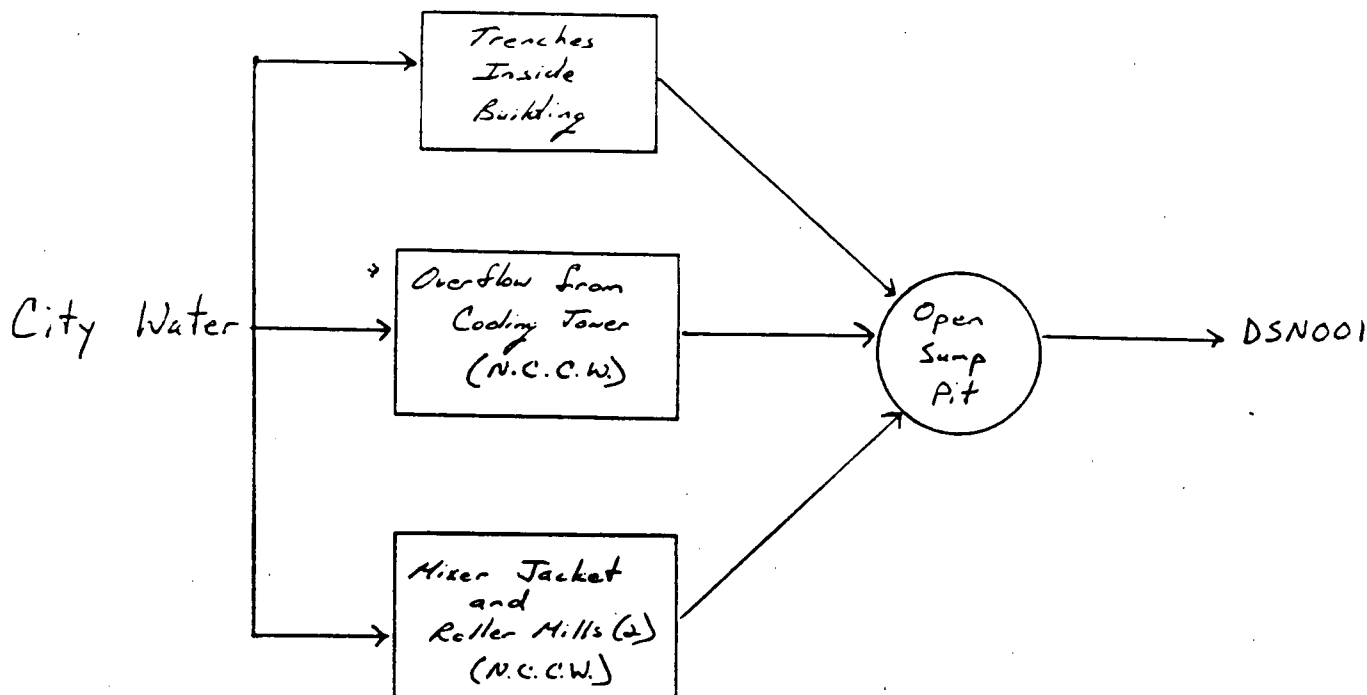 Trenches
Inside
Building
City Water
Overflow from
Cooling Tower
(N.C.C.W.)
Open
Sump
Pit
DSN001
Mixer Jacket
and
Roller Mills (2)
(N.C.C.W.)